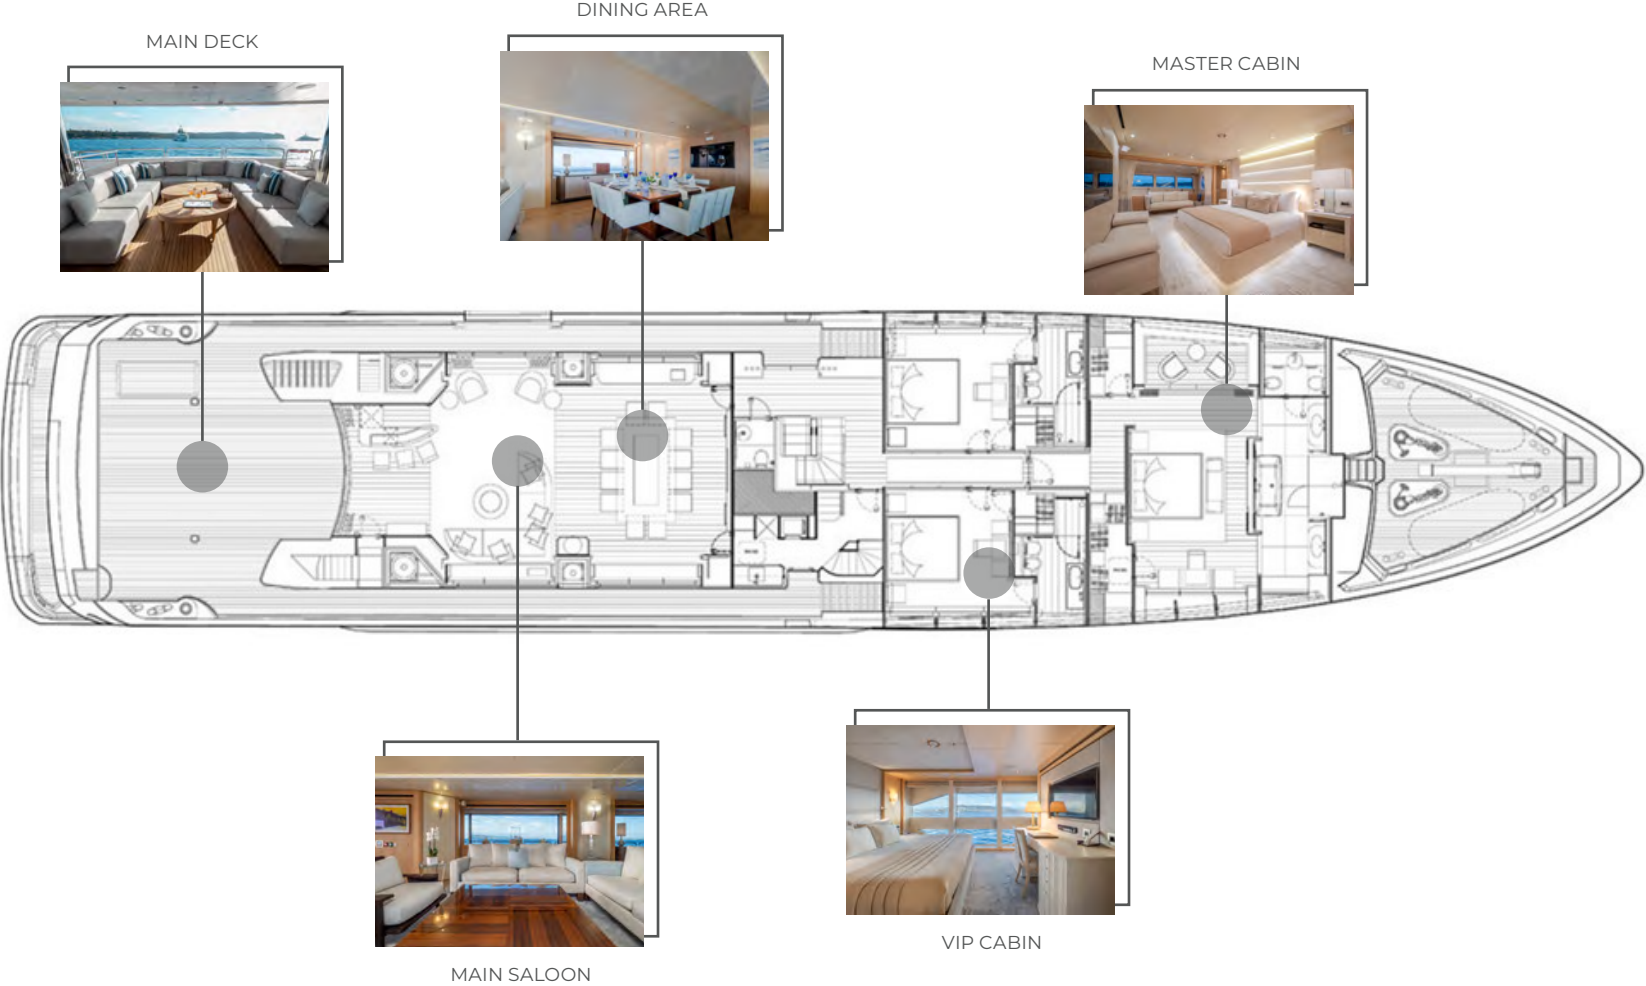 DINING AREA
MAIN DECK
MASTER CABIN
VIP CABIN
MAIN SALOON